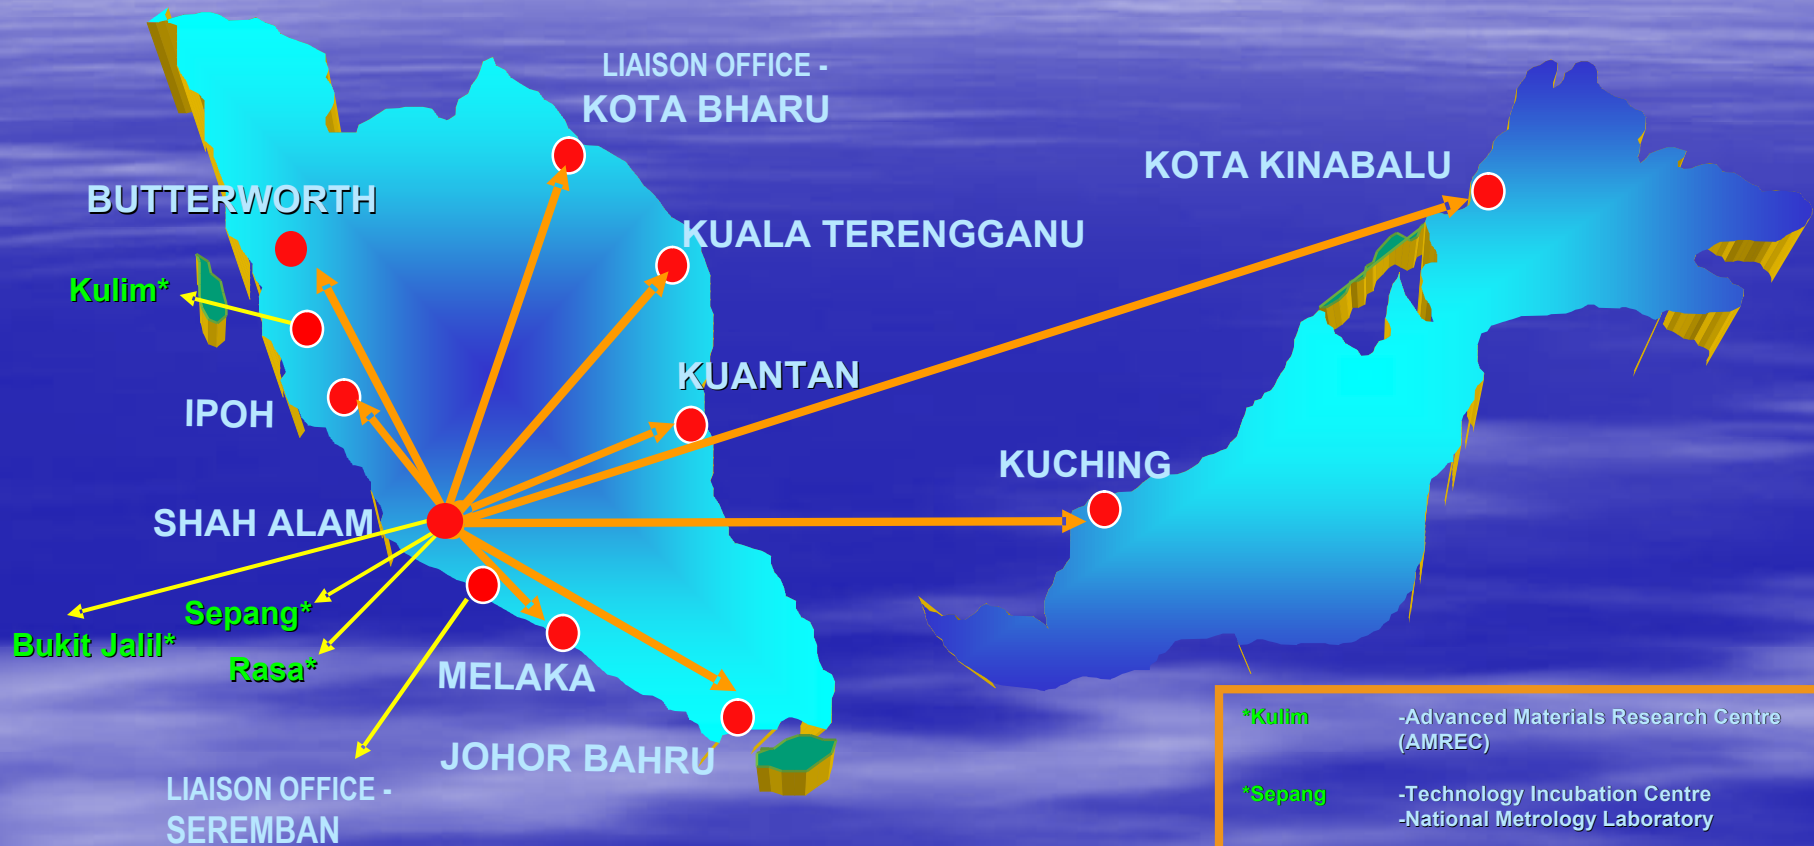 LIAISON OFFICE -
KOTA BHARU
KOTA KINABALU
BUTTERWORTH
KUALA TERENGGANU
Kulim*
KUANTAN
IPOH
KUCHING
SHAH ALAM
Sepang*
Bukit Jalil*
Rasa*
MELAKA
JOHOR BAHRU
LIAISON OFFICE -
SEREMBAN
*Kulim -Advanced Materials Research Centre
(AMREC)
*Sepang -Technology Incubation Centre
-National Metrology Laboratory